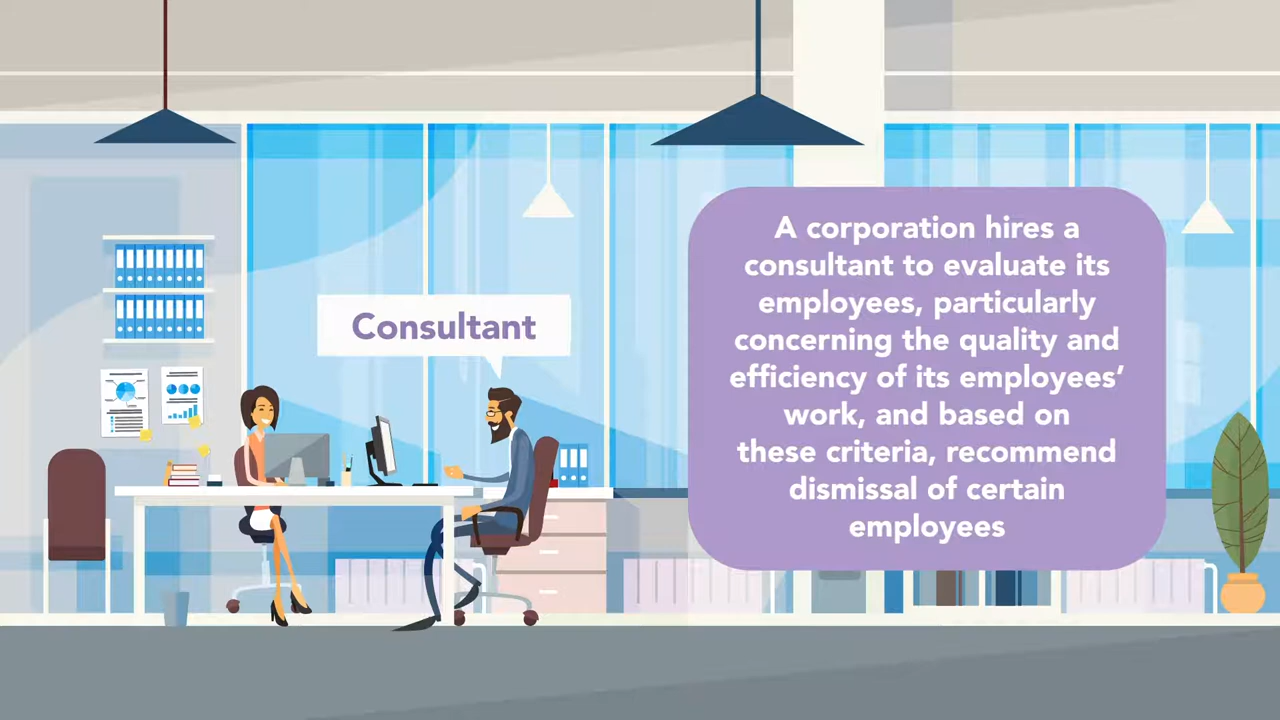 Consultant
A corporation hires a
consultant to evaluate its
employees, particularly
concerning the quality and
efficiency of its employees’
work, and based on
these criteria, recommend
dismissal of certain
employees